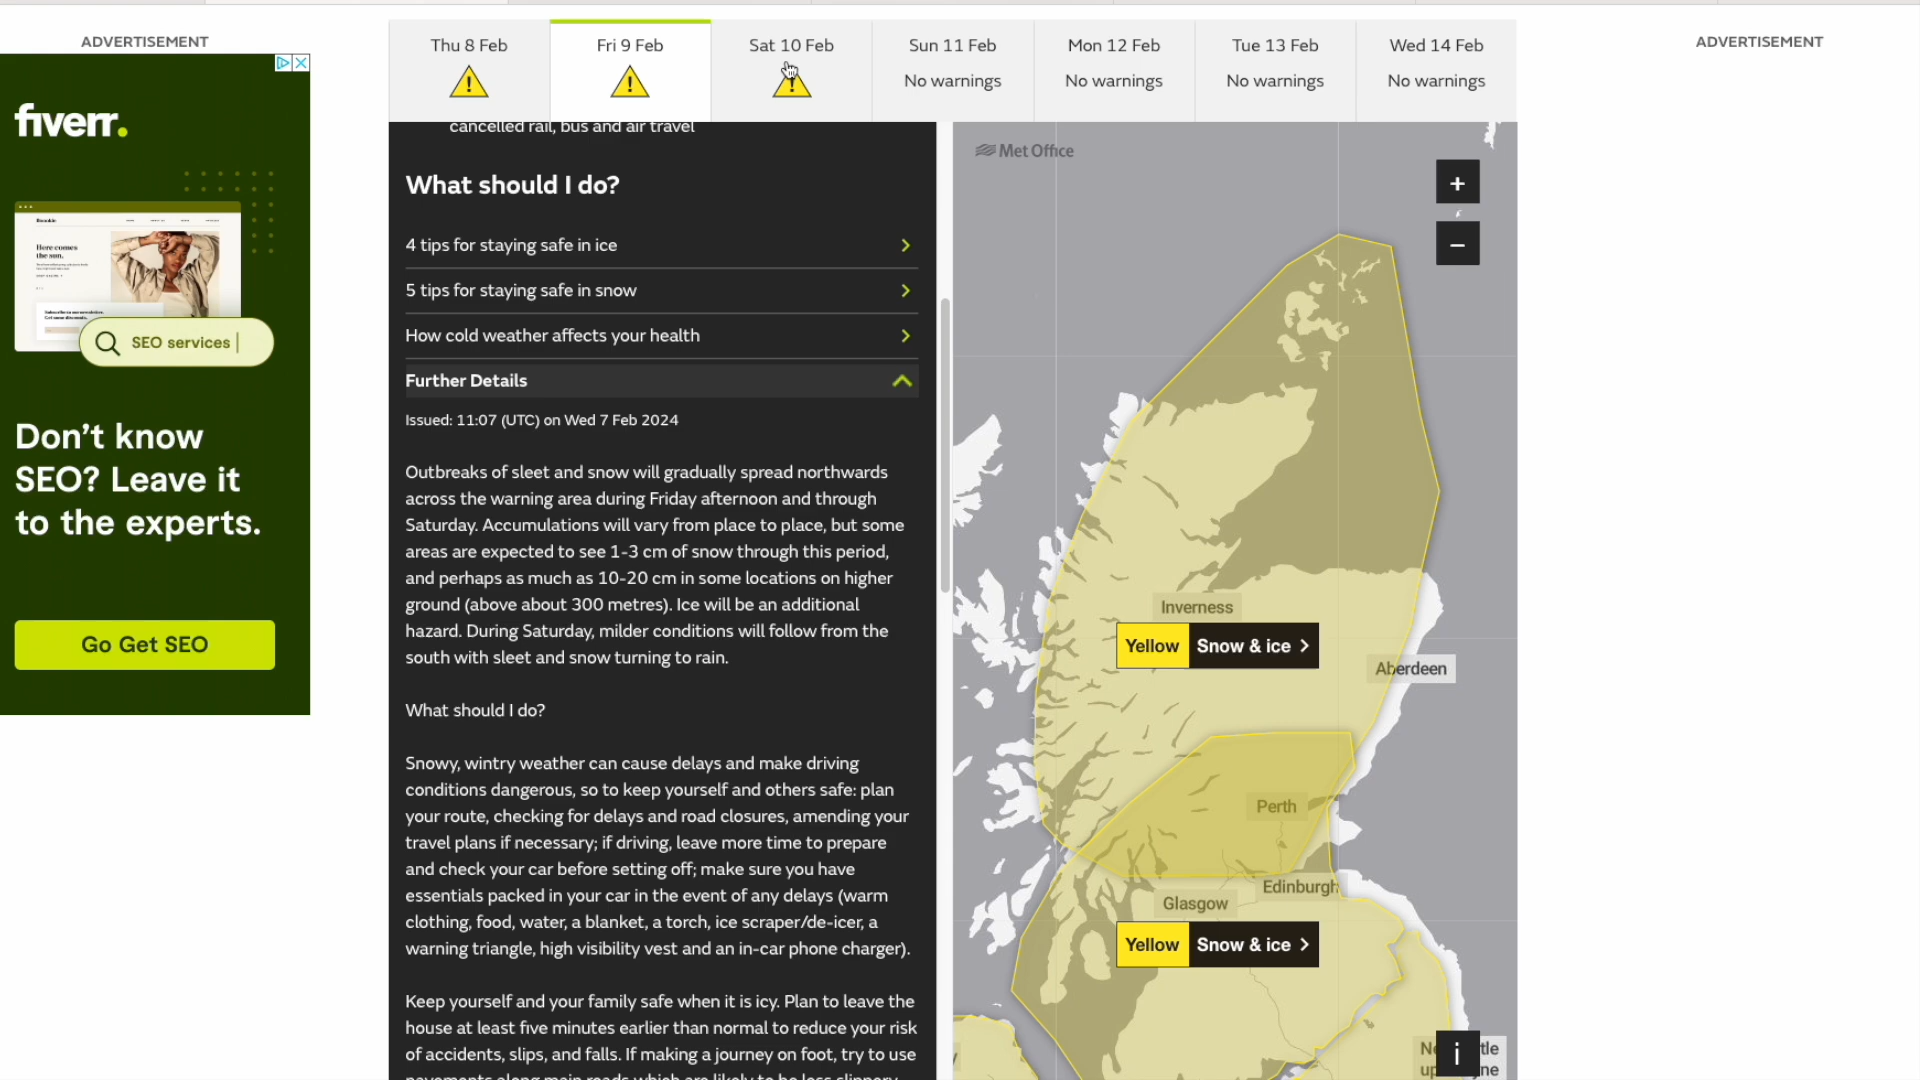 ADVERTISEMENT
fiverr.
Here comes
the sun.
SEO services
Don't know
SEO? Leave it
to the experts.
Go Get SEO
Thu 8 Feb
Fri 9 Feb
Sat 10 Feb
Sun 11 Feb
No warnings
Mon 12 Feb
No warnings
Tue 13 Feb
No warnings
Wed 14 Feb
No warnings
ADVERTISEMENT
cancelled rail, bus and air travel
What should I do?
4 tips for staying safe in ice
5 tips for staying safe in snow
How cold weather affects your health
Further Details
Issued: 11:07 (UTC) on Wed 7 Feb 2024
Outbreaks of sleet and snow will gradually spread northwards
across the warning area during Friday afternoon and through
Saturday. Accumulations will vary from place to place, but some
areas are expected to see 1-3 cm of snow through this period,
and perhaps as much as 10-20 cm in some locations on higher
ground (above about 300 metres). Ice will be an additional
hazard. During Saturday, milder conditions will follow from the
south with sleet and snow turning to rain.
What should I do?
Snowy, wintry weather can cause delays and make driving
conditions dangerous, so to keep yourself and others safe: plan
your route, checking for delays and road closures, amending your
travel plans if necessary; if driving, leave more time to prepare
and check your car before setting off; make sure you have
essentials packed in your car in the event of any delays (warm
clothing, food, water, a blanket, a torch, ice scraper/de-icer, a
warning triangle, high visibility vest and an in-car phone charger).
Keep yourself and your family safe when it is icy. Plan to leave the
house at least five minutes earlier than normal to reduce your risk
of accidents, slips, and falls. If making a journey on foot, try to use
pavements along main roads which are likely to be less slippery
Met Office
+
−
Inverness
Yellow Snow & ice
Aberdeen
Perth
Edinburgh
Glasgow
Yellow Snow & ice
i